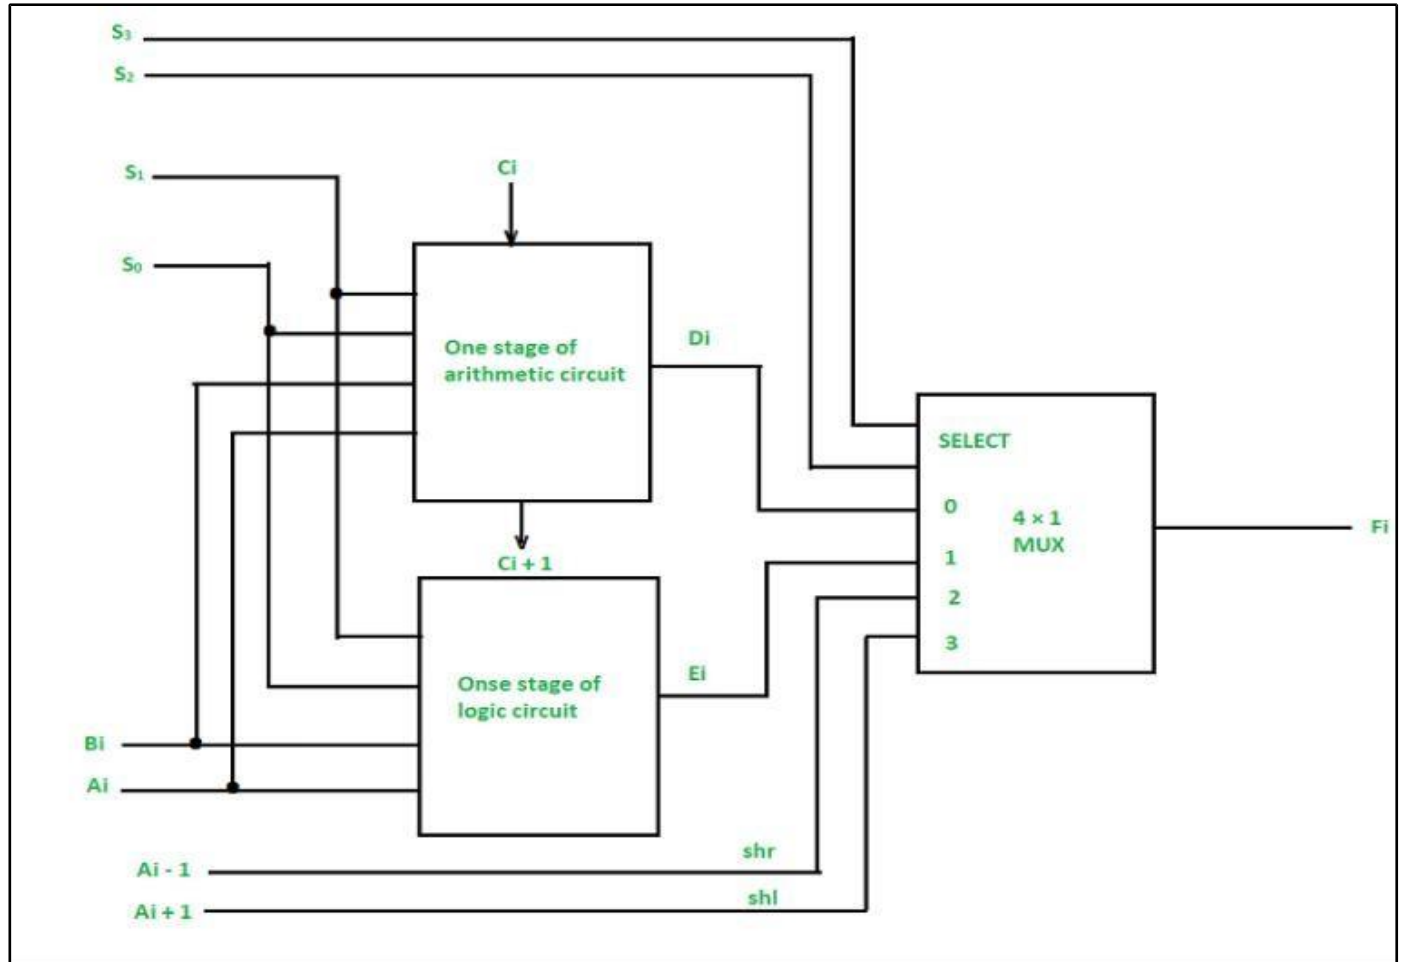 S₃
S₂
S₁
Ci
S₀
One stage of
arithmetic circuit
Di
SELECT
0
4 × 1
MUX
1
2
3
Fi
Ci + 1
Onse stage of
logic circuit
Ei
Bi
Ai
shr
Ai - 1
shl
Ai + 1